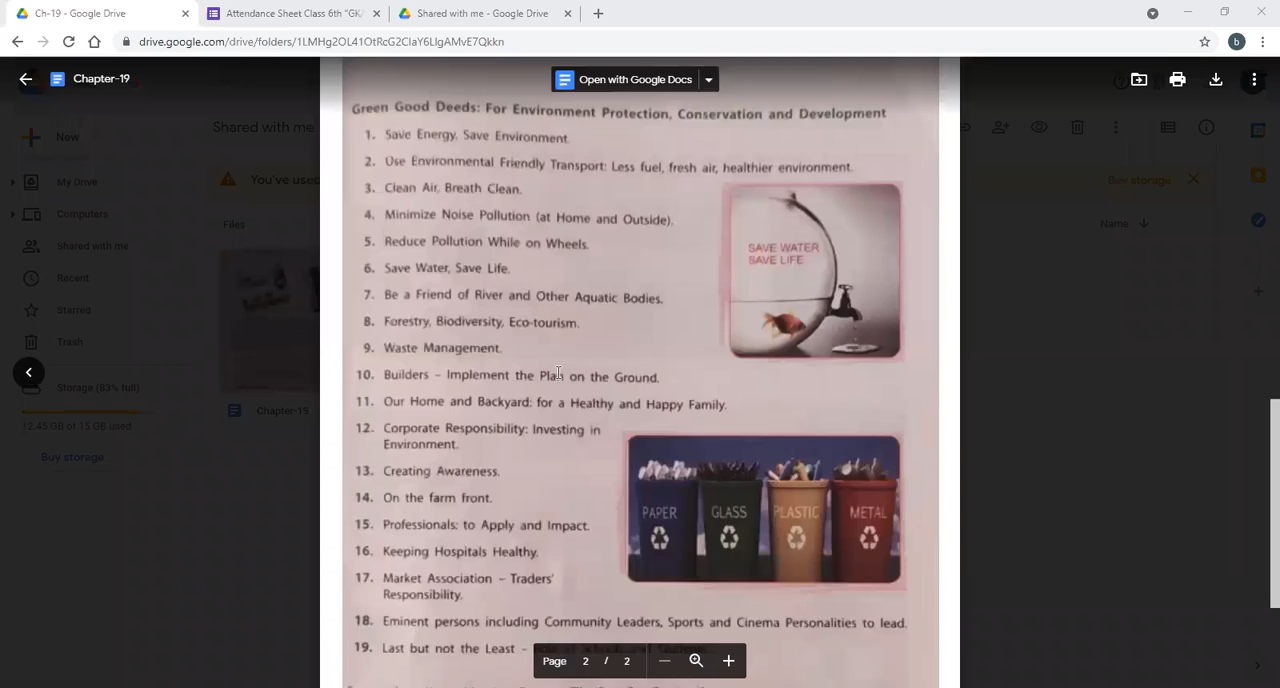 Ch-19 - Google Drive
Attendance Sheet Class 6th "GK/
Shared with me - Google Drive
drive.google.com/drive/folders/
b
Chapter-19
Open with Google Docs
New
My Drive
Computers
Shared with me
Recent
Starred
Trash
Storage (83% full)
12.45 GB of 15 GB used
Buy storage
Shared with me
You've used
Buy storage
Files
Name
Chapter-19
Green Good Deeds: For Environment Protection, Conservation and Development
1. Save Energy, Save Environment.
2. Use Environmental Friendly Transport: Less fuel, fresh air, healthier environment.
3. Clean Air, Breath Clean.
4. Minimize Noise Pollution (at Home and Outside).
5. Reduce Pollution While on Wheels.
6. Save Water, Save Life.
7. Be a Friend of River and Other Aquatic Bodies.
8. Forestry, Biodiversity, Eco-tourism.
9. Waste Management.
10. Builders – Implement the Plan on the Ground.
11. Our Home and Backyard: for a Healthy and Happy Family.
12. Corporate Responsibility: Investing in
Environment.
13. Creating Awareness.
14. On the farm front.
15. Professionals: to Apply and Impact.
16. Keeping Hospitals Healthy.
17. Market Association – Traders'
Responsibility.
18. Eminent persons including Community Leaders, Sports and Cinema Personalities to lead.
19. Last but not the Least –
SAVE WATER
SAVE LIFE
PAPER
GLASS
PLASTIC
METAL
Page 2 / 2